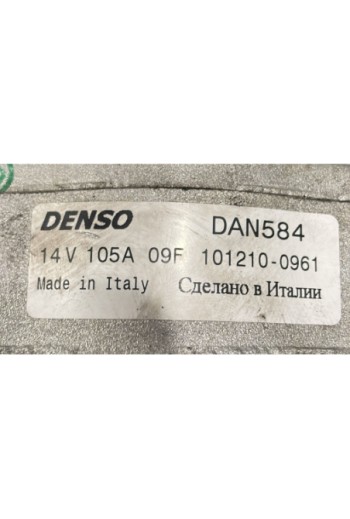 DENSO DAN584
14V 105A 09F 101210-0961
Made in Italy Сделано в Италии